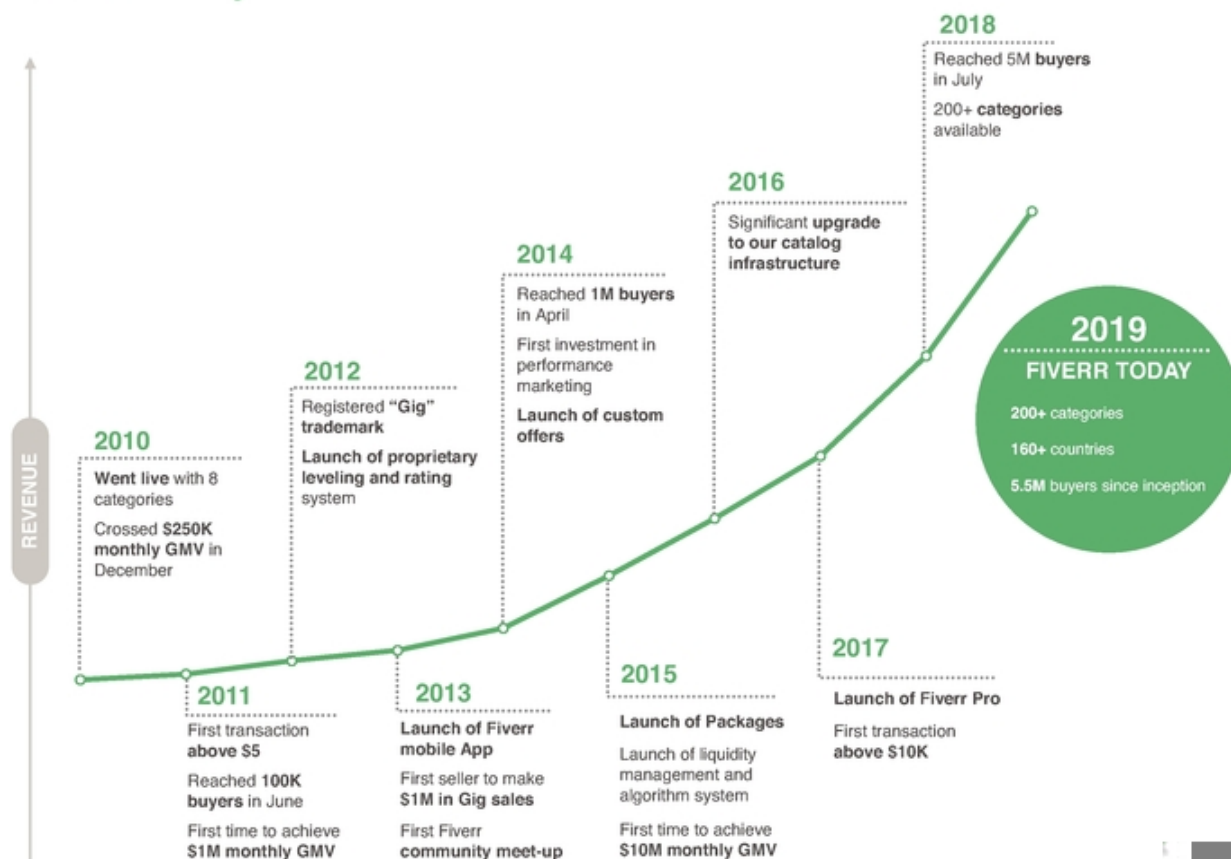 REVENUE
2010
Went live with 8
categories
Crossed $250K
monthly GMV in
December
2011
First transaction
above $5
Reached 100K
buyers in June
First time to achieve
$1M monthly GMV
2012
Registered “Gig”
trademark
Launch of proprietary
leveling and rating
system
2013
Launch of Fiverr
mobile App
First seller to make
$1M in Gig sales
First Fiverr
community meet-up
2014
Reached 1M buyers
in April
First investment in
performance
marketing
Launch of custom
offers
2015
Launch of Packages
Launch of liquidity
management and
algorithm system
First time to achieve
$10M monthly GMV
2016
Significant upgrade
to our catalog
infrastructure
2017
Launch of Fiverr Pro
First transaction
above $10K
2018
Reached 5M buyers
in July
200+ categories
available
2019
FIVERR TODAY
200+ categories
160+ countries
5.5M buyers since inception